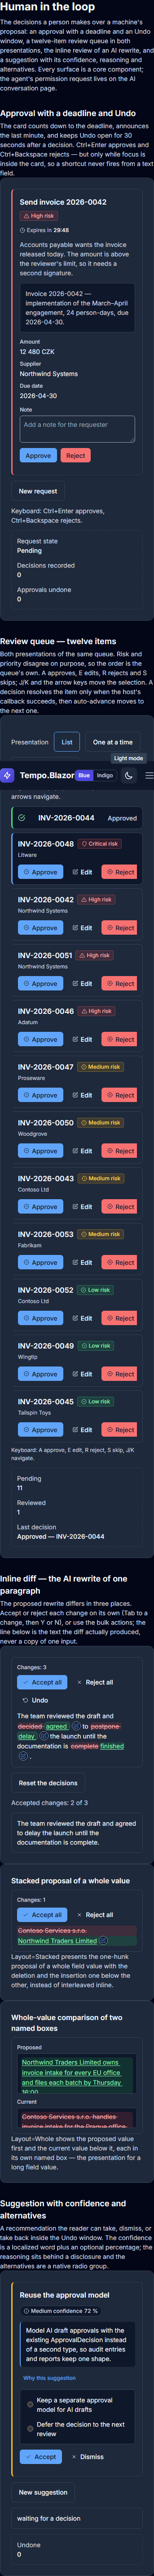 Human in the loop
The decisions a person makes over a machine's
proposal: an approval with a deadline and an Undo
window, a twelve-item review queue in both
presentations, the inline review of an AI rewrite, and
a suggestion with its confidence, reasoning and
alternatives. Every surface is a core component;
the agent's permission request lives on the AI
conversation page.
Approval with a deadline and Undo
The card counts down to the deadline, announces
the last minute, and keeps Undo open for 30
seconds after a decision. Ctrl+Enter approves and
Ctrl+Backspace rejects — but only while focus is
inside the card, so a shortcut never fires from a text
field.
Send invoice 2026-0042
High risk
Expires in 29:48
Accounts payable wants the invoice
released today. The amount is above
the reviewer's limit, so it needs a
second signature.
Invoice 2026-0042 —
implementation of the March–April
engagement, 24 person-days, due
2026-04-30.
Amount
12 480 CZK
Supplier
Northwind Systems
Due date
2026-04-30
Note
Add a note for the requester
Approve
Reject
New request
Keyboard: Ctrl+Enter approves,
Ctrl+Backspace rejects.
Request state
Pending
Decisions recorded
0
Approvals undone
0
Review queue — twelve items
Both presentations of the same queue. Risk and
priority disagree on purpose, so the order is the
queue's own. A approves, E edits, R rejects and S
skips; J/K and the arrows move the selection. A
decision resolves the item only when the host's
callback succeeds, then auto-advance moves to
the next one.
Presentation
List
One at a time
Light mode
Tempo.Blazor
Blue
Indigo
arrows navigate.
INV-2026-0044
Approved
INV-2026-0048
Critical risk
Litware
Approve
Edit
Reject
INV-2026-0042
High risk
Northwind Systems
Approve
Edit
Reject
INV-2026-0051
High risk
Northwind Systems
Approve
Edit
Reject
INV-2026-0046
High risk
Adatum
Approve
Edit
Reject
INV-2026-0047
Medium risk
Proseware
Approve
Edit
Reject
INV-2026-0050
Medium risk
Woodgrove
Approve
Edit
Reject
INV-2026-0043
Medium risk
Contoso Ltd
Approve
Edit
Reject
INV-2026-0053
Medium risk
Fabrikam
Approve
Edit
Reject
INV-2026-0052
Low risk
Contoso Ltd
Approve
Edit
Reject
INV-2026-0049
Low risk
Wingtip
Approve
Edit
Reject
INV-2026-0045
Low risk
Tailspin Toys
Approve
Edit
Reject
Keyboard: A approve, E edit, R reject, S skip, J/K
navigate.
Pending
11
Reviewed
1
Last decision
Approved — INV-2026-0044
Inline diff — the AI rewrite of one
paragraph
The proposed rewrite differs in three places.
Accept or reject each change on its own (Tab to a
change, then Y or N), or use the bulk actions; the
line below is the text the diff actually produced,
never a copy of one input.
Changes: 3
Accept all
Reject all
Undo
The team reviewed the draft and
decided agreed to postpone
delay the launch until the
documentation is complete finished
.
Reset the decisions
Accepted changes: 2 of 3
The team reviewed the draft and agreed
to delay the launch until the
documentation is complete.
Stacked proposal of a whole value
Changes: 1
Accept all
Reject all
Contoso Services s.r.o.
Northwind Traders Limited
Layout=Stacked presents the one-hunk
proposal of a whole field value with the
deletion and the insertion one below the
other, instead of interleaved inline.
Whole-value comparison of two
named boxes
Proposed
Northwind Traders Limited owns
invoice intake for every EU office
and files each batch by Thursday
16:00
Current
Contoso Services s.r.o. handles
invoice intake for the Prague office
Layout=Whole shows the proposed value
first and the current value below it, each in
its own named box — the presentation for a
long field value.
Suggestion with confidence and
alternatives
A recommendation the reader can take, dismiss, or
take back inside the Undo window. The confidence
is a localized word plus an optional percentage; the
reasoning sits behind a disclosure and the
alternatives are a native radio group.
Reuse the approval model
Medium confidence 72 %
Model AI draft approvals with the
existing ApprovalDecision instead
of a second type, so audit entries
and reports keep one shape.
Why this suggestion
Keep a separate approval
model for AI drafts
Defer the decision to the next
review
Accept
Dismiss
New suggestion
waiting for a decision
Undone
0